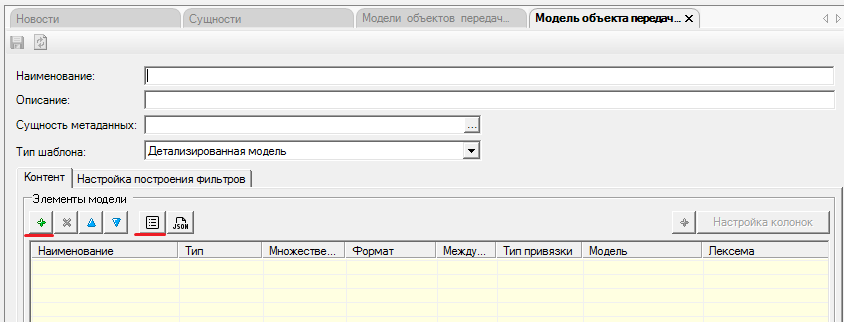 Новости Сущности Модели объектов передач... Модель объекта передач...
Наименование:
Описание:
Сущность метаданных: ...
Тип шаблона: Детализированная модель
Контент Настройка построения фильтров
Элементы модели
JSON Настройка колонок
Наименование Тип Множестве... Формат Между... Тип привязки Модель Лексема